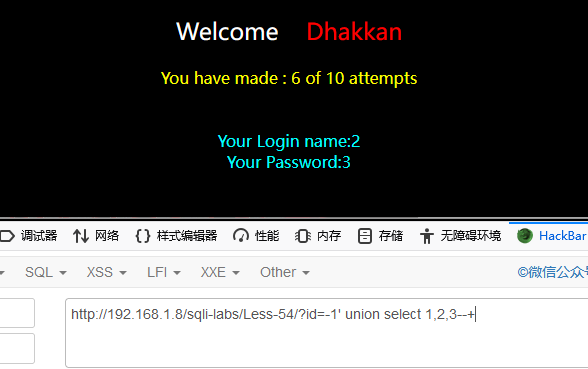 Welcome Dhakkan
You have made : 6 of 10 attempts
Your Login name:2
Your Password:3
调试器 网络 {} 样式编辑器 性能 内存 存储 无障碍环境 HackBar
SQL XSS LFI XXE Other ©微信公众号
http://192.168.1.8/sqli-labs/Less-54/?id=-1' union select 1,2,3--+